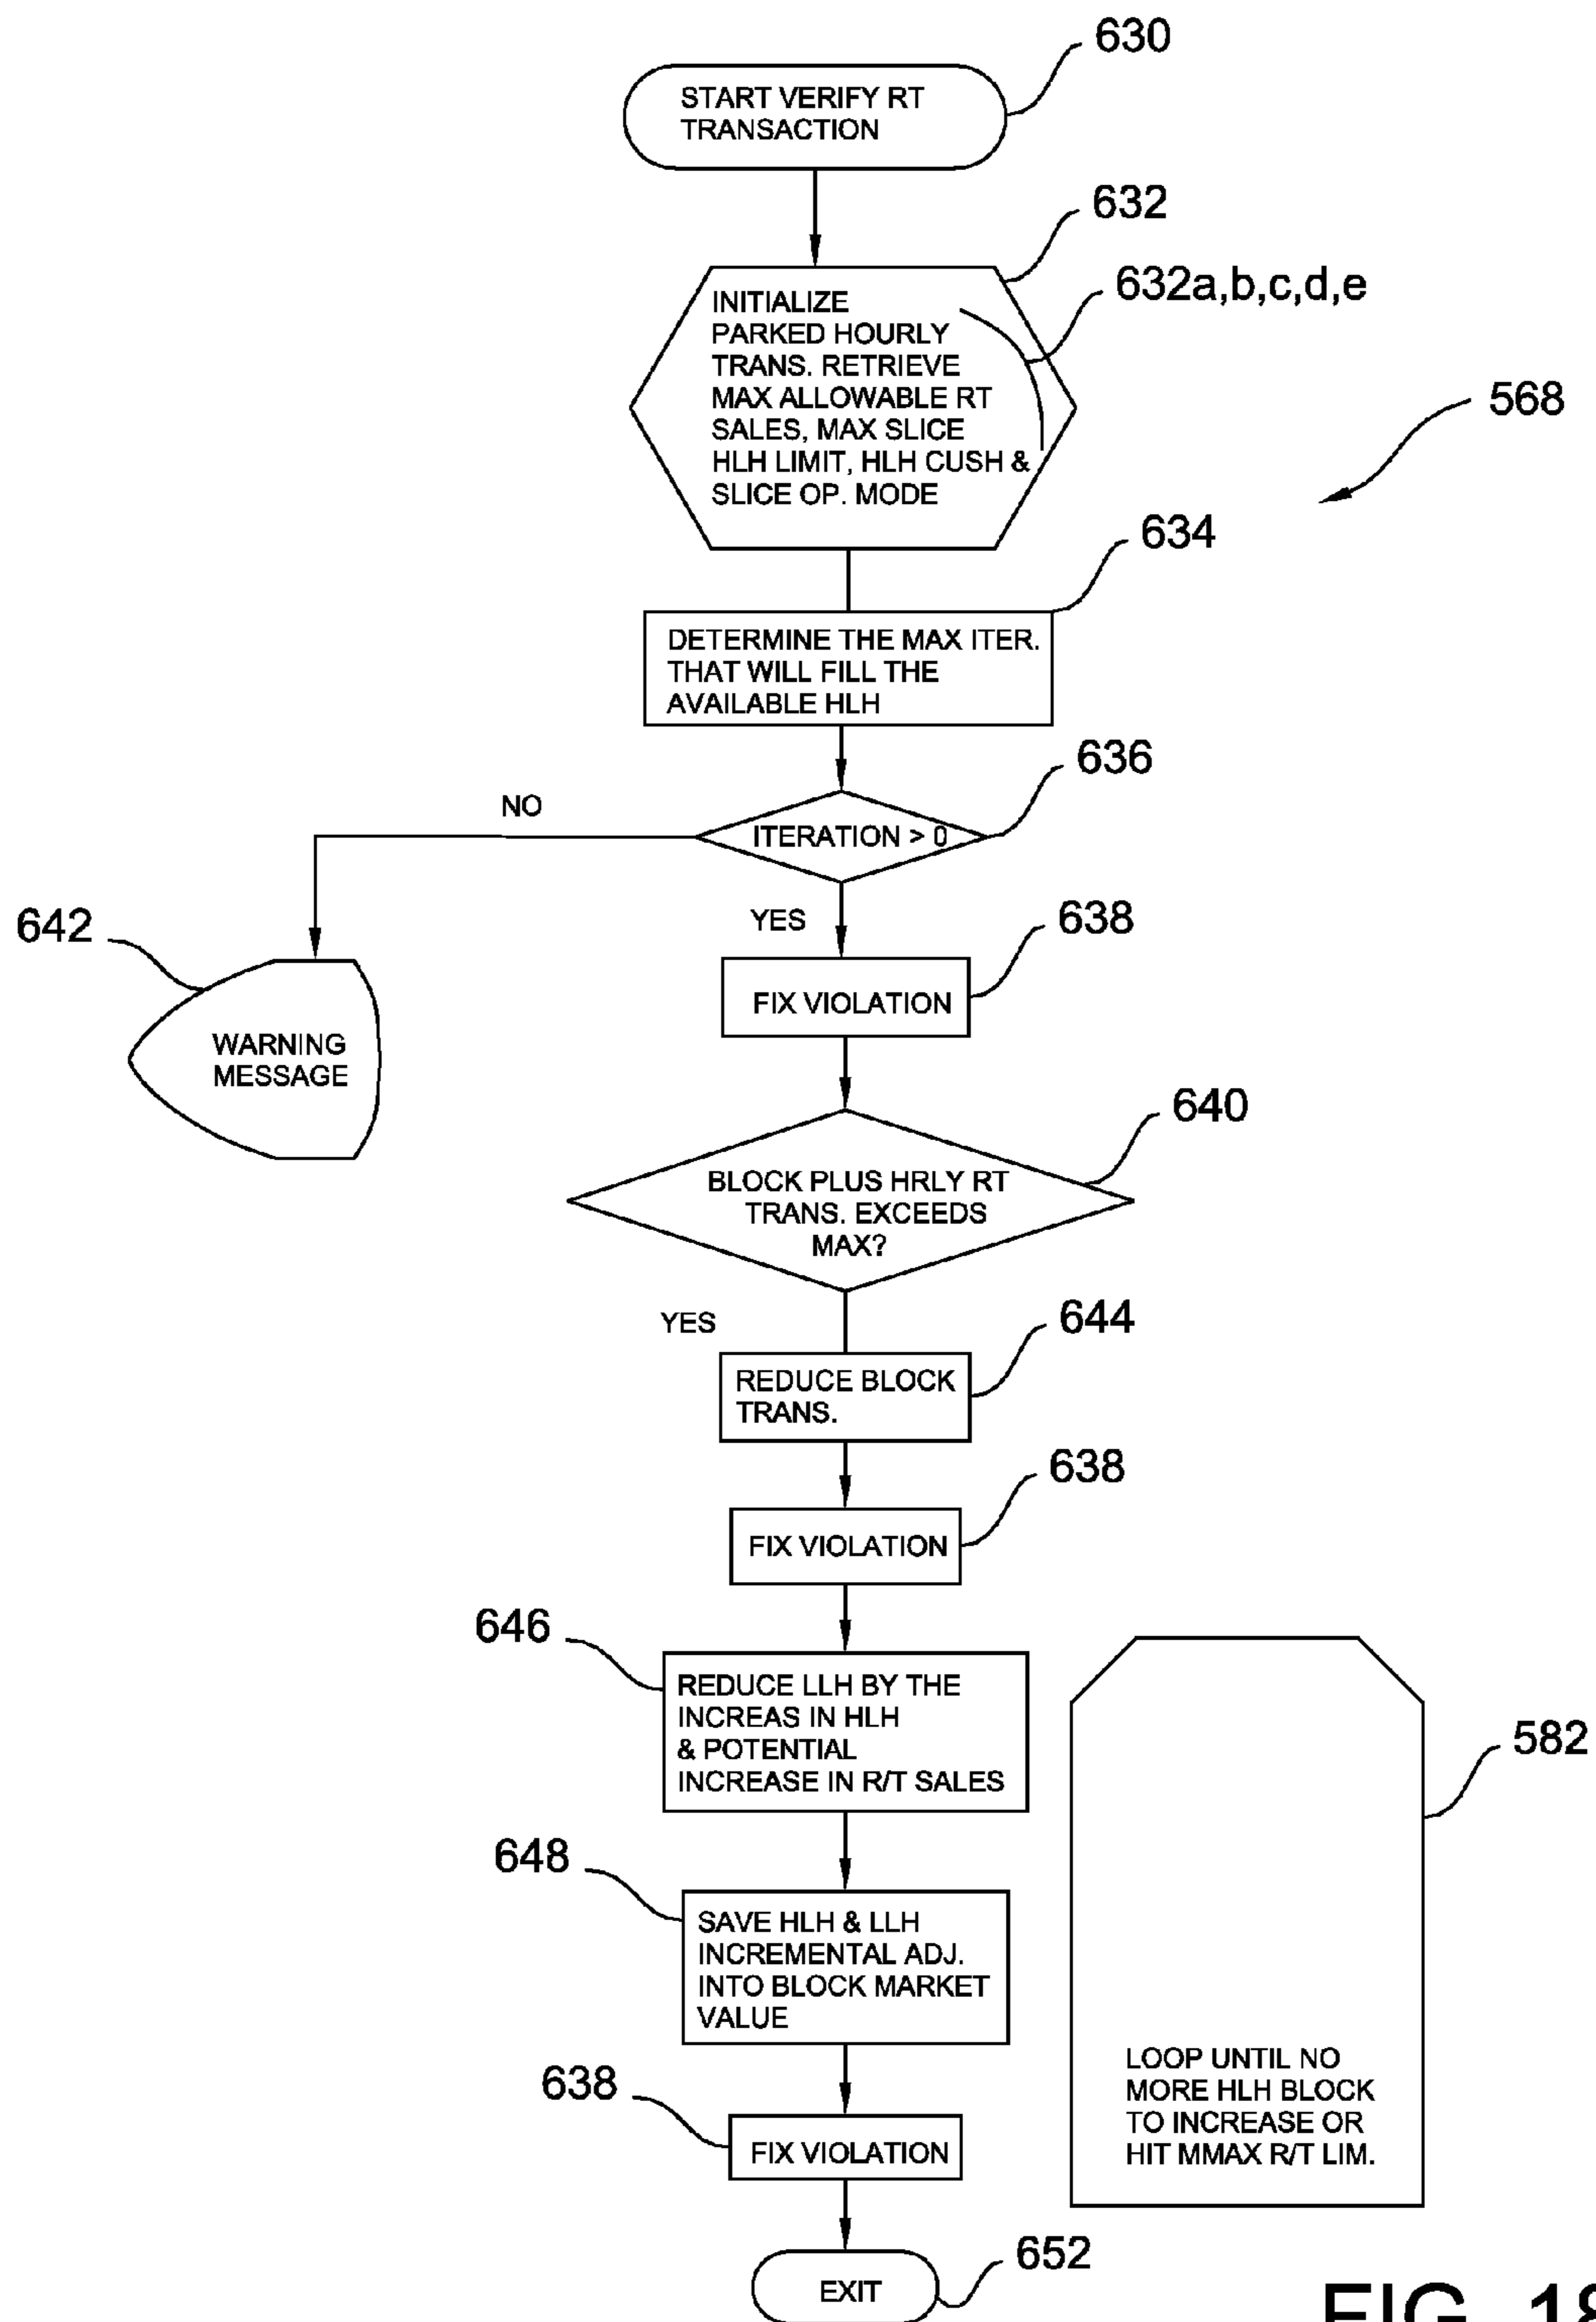 630
START VERIFY RT
TRANSACTION
632
632a,b,c,d,e
INITIALIZE
PARKED HOURLY
TRANS. RETRIEVE
MAX ALLOWABLE RT
SALES, MAX SLICE
HLH LIMIT, HLH CUSH &
SLICE OP. MODE
568
634
DETERMINE THE MAX ITER.
THAT WILL FILL THE
AVAILABLE HLH
636
NO
ITERATION > 0
642
YES
638
FIX VIOLATION
WARNING
MESSAGE
640
BLOCK PLUS HRLY RT
TRANS. EXCEEDS
MAX?
YES
644
REDUCE BLOCK
TRANS.
638
FIX VIOLATION
646
REDUCE LLH BY THE
INCREAS IN HLH
& POTENTIAL
INCREASE IN R/T SALES
582
648
SAVE HLH & LLH
INCREMENTAL ADJ.
INTO BLOCK MARKET
VALUE
LOOP UNTIL NO
MORE HLH BLOCK
TO INCREASE OR
HIT MMAX R/T LIM.
638
FIX VIOLATION
652
EXIT
FIG. 18